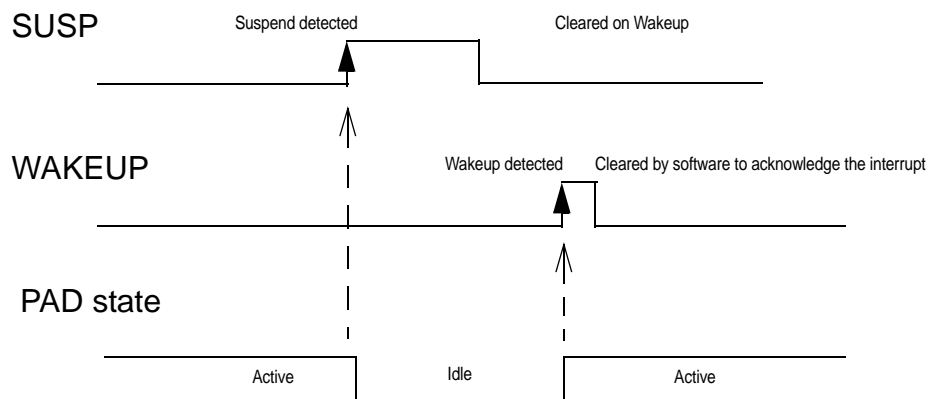 SUSP
Suspend detected
Cleared on Wakeup
WAKEUP
Wakeup detected
Cleared by software to acknowledge the interrupt
PAD state
Active
Idle
Active